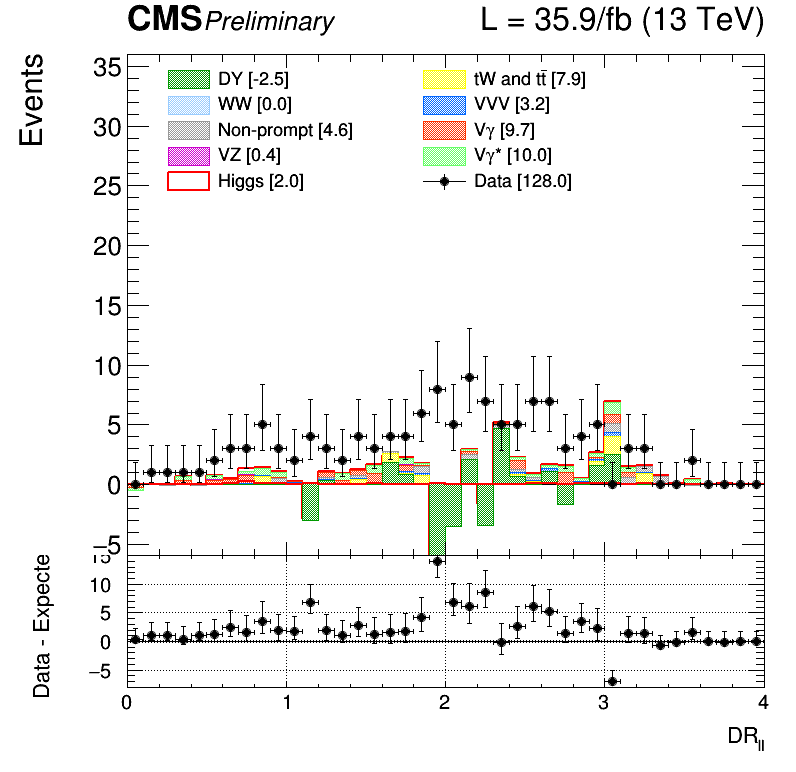 CMS Preliminary L = 35.9/fb (13 TeV)
Events
35
30
25
20
15
10
5
0
−5
DY [-2.5]
tW and tt̄ [7.9]
WW [0.0]
VVV [3.2]
Non-prompt [4.6]
Vγ [9.7]
VZ [0.4]
Vγ* [10.0]
Higgs [2.0]
Data [128.0]
Data - Expecte
15
10
5
0
−5
0 1 2 3 4
DRll